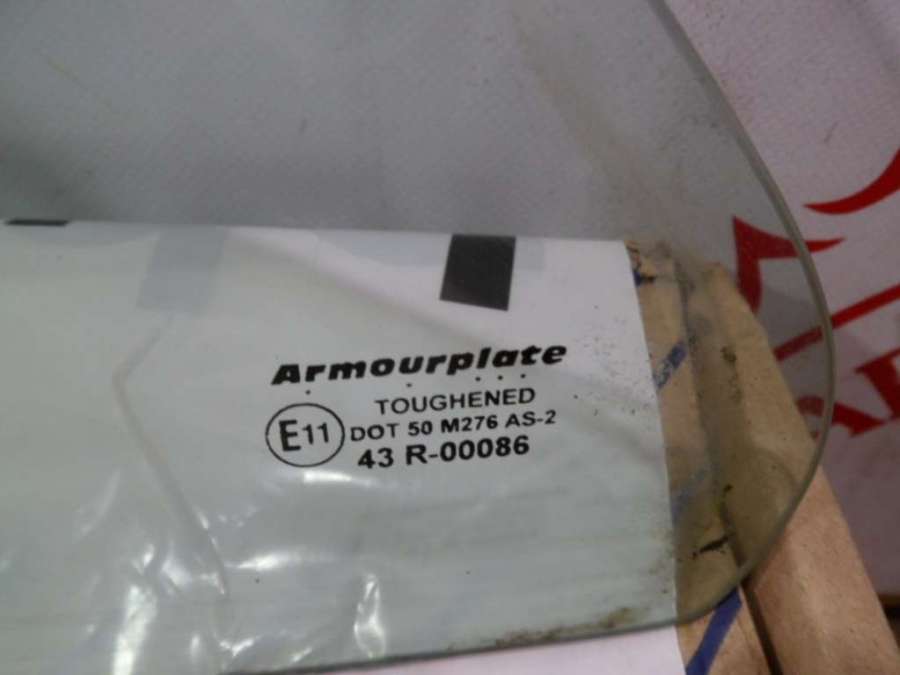 Armourplate
TOUGHENED
E11 DOT 50 M276 AS-2
43 R-00086